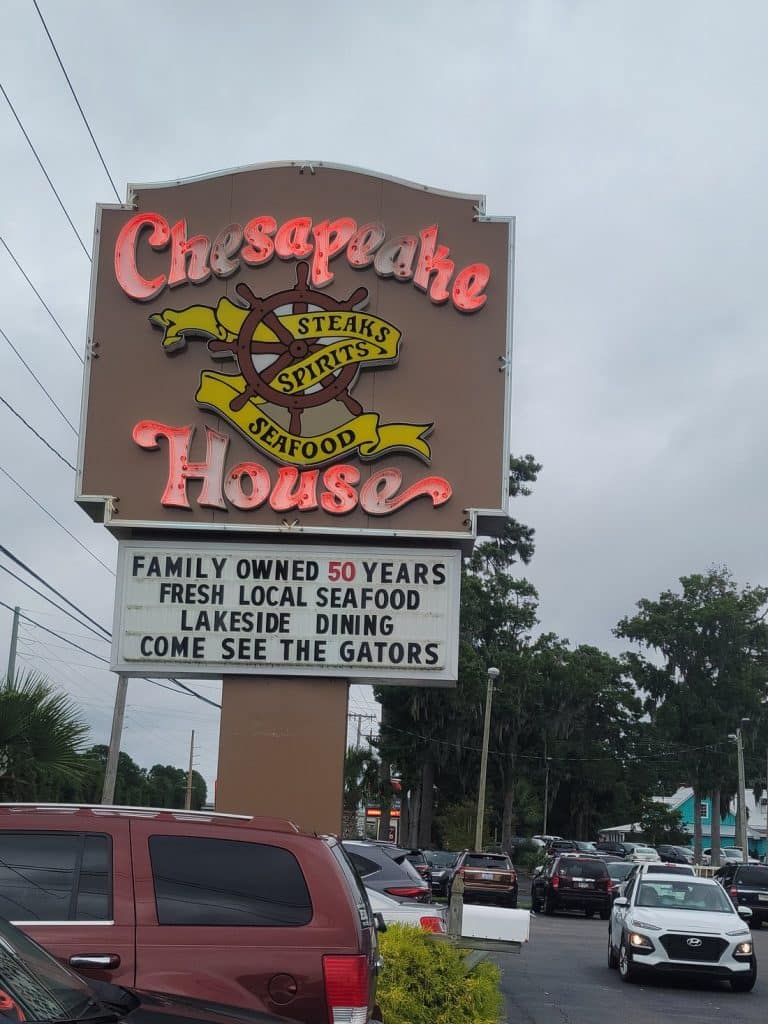 Chesapeake
STEAKS
SPIRITS
SEAFOOD
House
FAMILY OWNED 50 YEARS
FRESH LOCAL SEAFOOD
LAKESIDE DINING
COME SEE THE GATORS